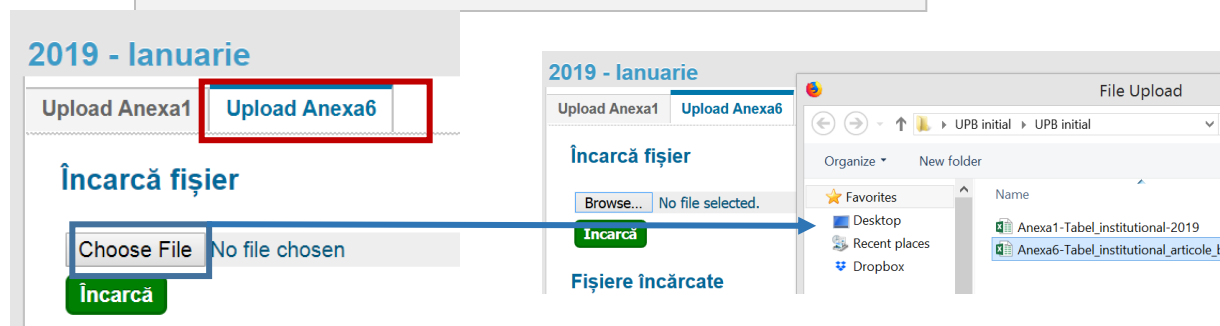 2019 - Ianuarie
Upload Anexa1 Upload Anexa6
Încarcă fișier
Choose File No file chosen
Încarcă
2019 - Ianuarie
Upload Anexa1 Upload Anexa6
Încarcă fișier
Browse... No file selected.
Încarcă
Fișiere încărcate
File Upload
UPB initial UPB initial
Organize New folder
Favorites
Desktop
Recent places
Dropbox
Name
Anexa1-Tabel_institutional-2019
Anexa6-Tabel_institutional_articole_b